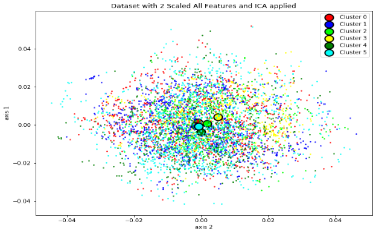 Dataset with 2 Scaled All Features and ICA applied
Cluster 0
Cluster 1
Cluster 2
Cluster 3
Cluster 4
Cluster 5
0.04
0.02
0.00
−0.02
−0.04
axis 1
−0.04
−0.02
0.00
0.02
0.04
axis 2